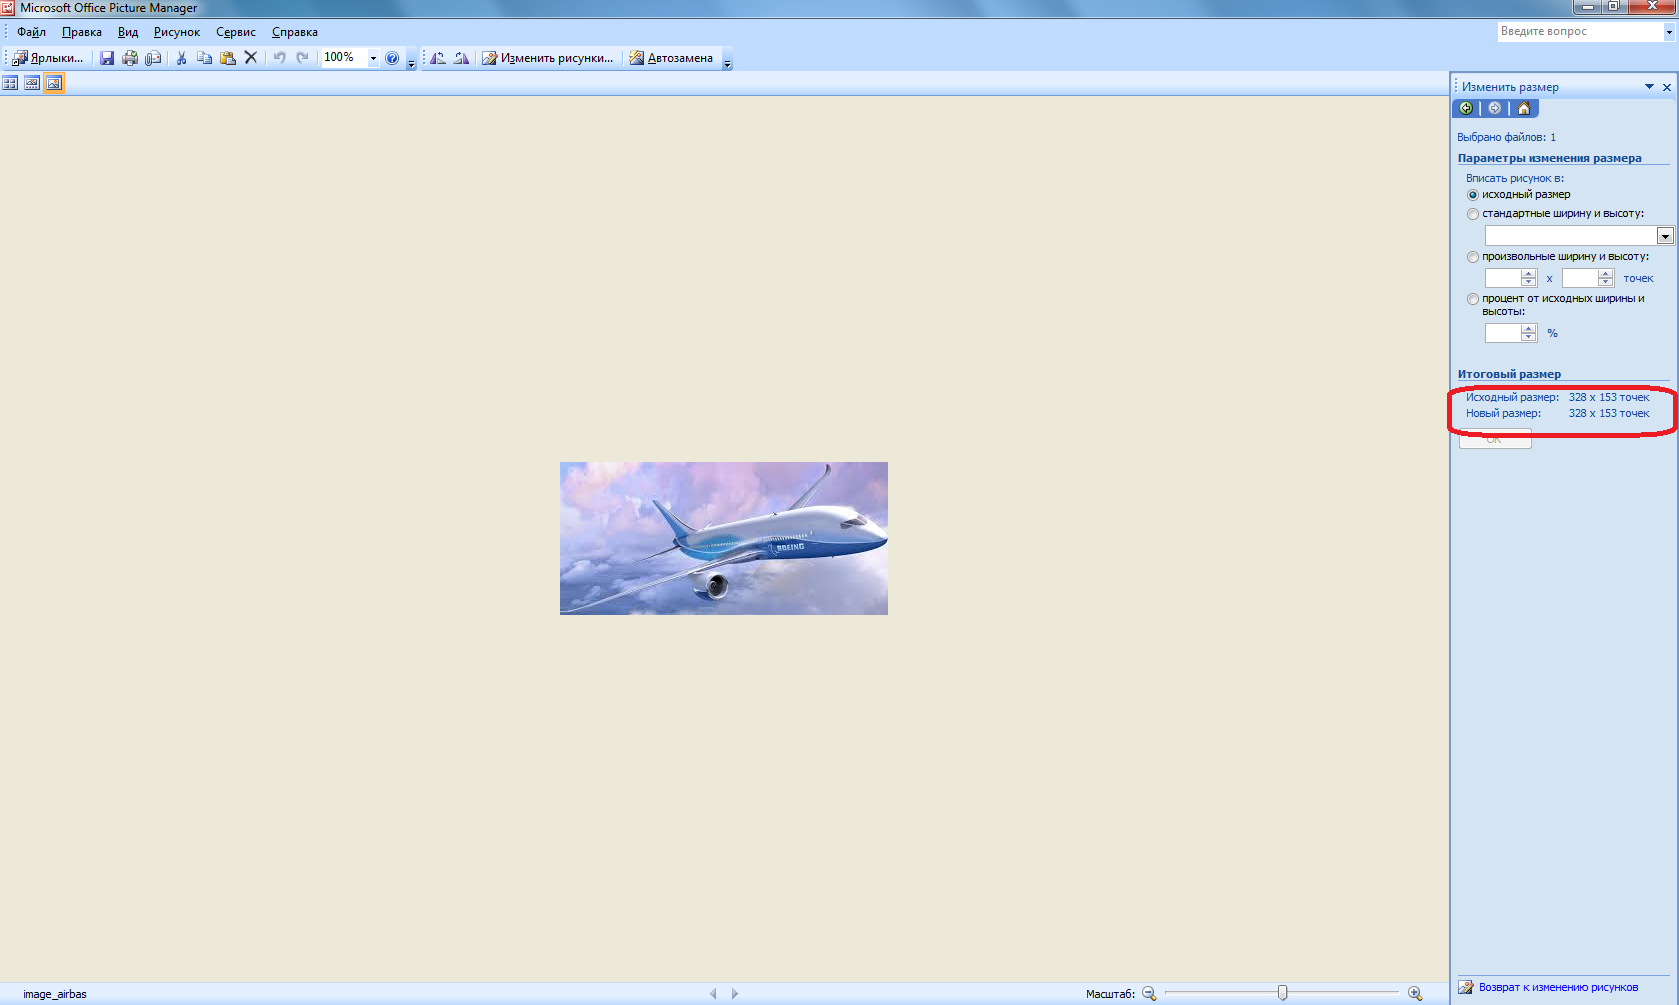 Microsoft Office Picture Manager
Файл Правка Вид Рисунок Сервис Справка
Введите вопрос
Ярлыки... 100% Изменить рисунки... Автозамена
Изменить размер
Выбрано файлов: 1
Параметры изменения размера
Вписать рисунок в:
исходный размер
стандартные ширину и высоту:
произвольные ширину и высоту:
x точек
процент от исходных ширины и
высоты:
%
Итоговый размер
Исходный размер: 328 x 153 точек
Новый размер: 328 x 153 точек
OK
BOEING
Возврат к изменению рисунков
image_airbas
Масштаб: